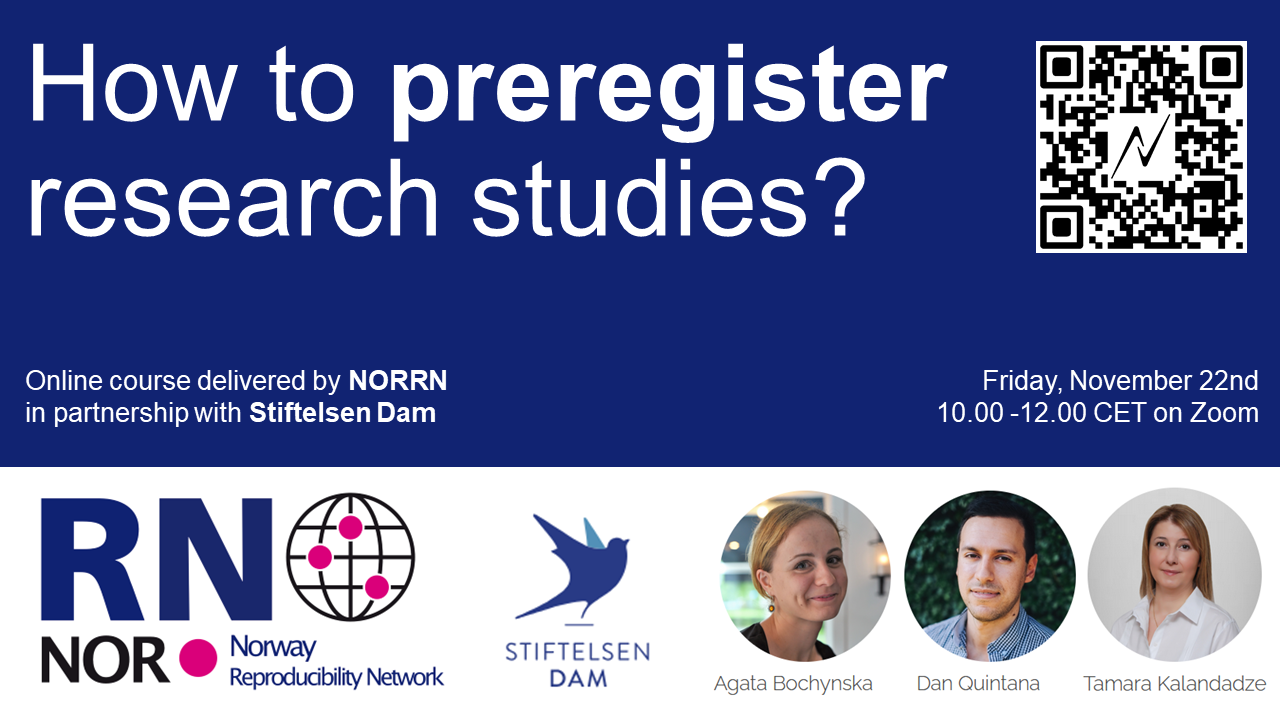 How to preregister
research studies?
Online course delivered by NORRN
in partnership with Stiftelsen Dam
Friday, November 22nd
10.00 -12.00 CET on Zoom
RN
NOR
Norway
Reproducibility Network
STIFTELSEN
DAM
Agata Bochynska
Dan Quintana
Tamara Kalandadze